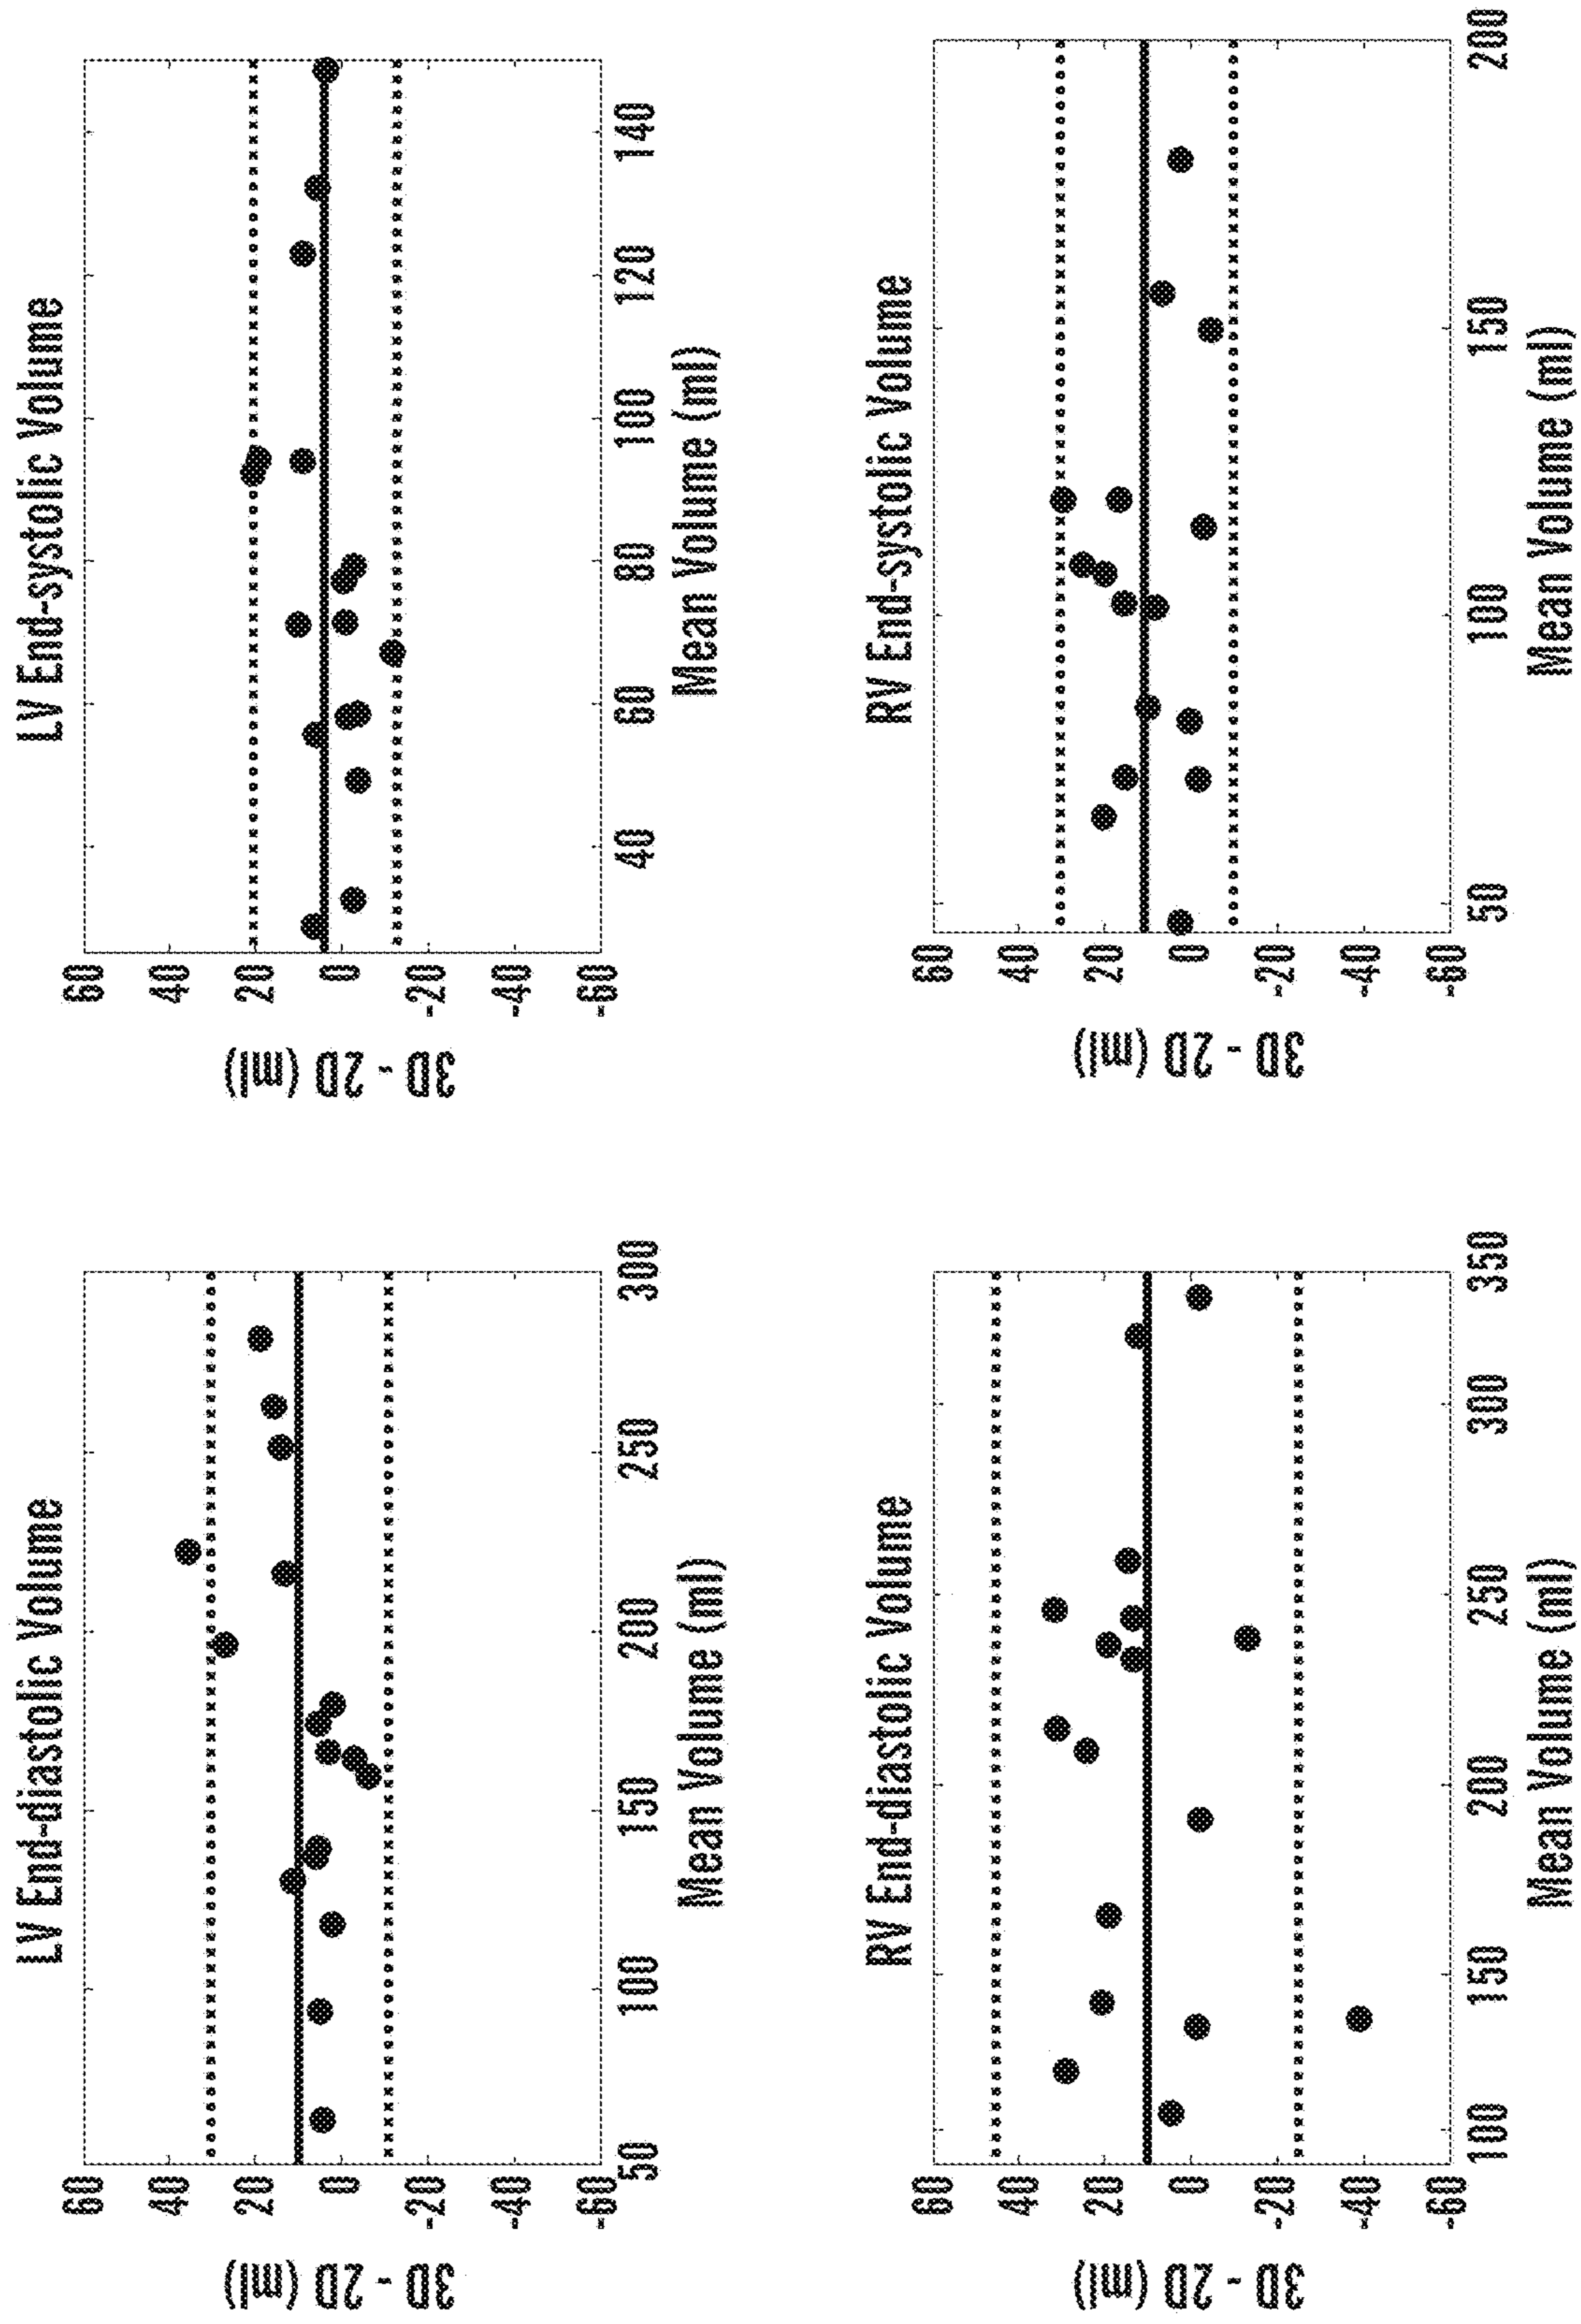 LV End-diastolic Volume
3D - 2D (ml)
60
40
20
0
-20
-40
-60
50 100 150 200 250 300
Mean Volume (ml)
LV End-systolic Volume
3D - 2D (ml)
60
40
20
0
-20
-40
-60
40 60 80 100 120 140
Mean Volume (ml)
RV End-diastolic Volume
3D - 2D (ml)
60
40
20
0
-20
-40
-60
100 150 200 250 300 350
Mean Volume (ml)
RV End-systolic Volume
3D - 2D (ml)
60
40
20
0
-20
-40
-60
50 100 150 200
Mean Volume (ml)